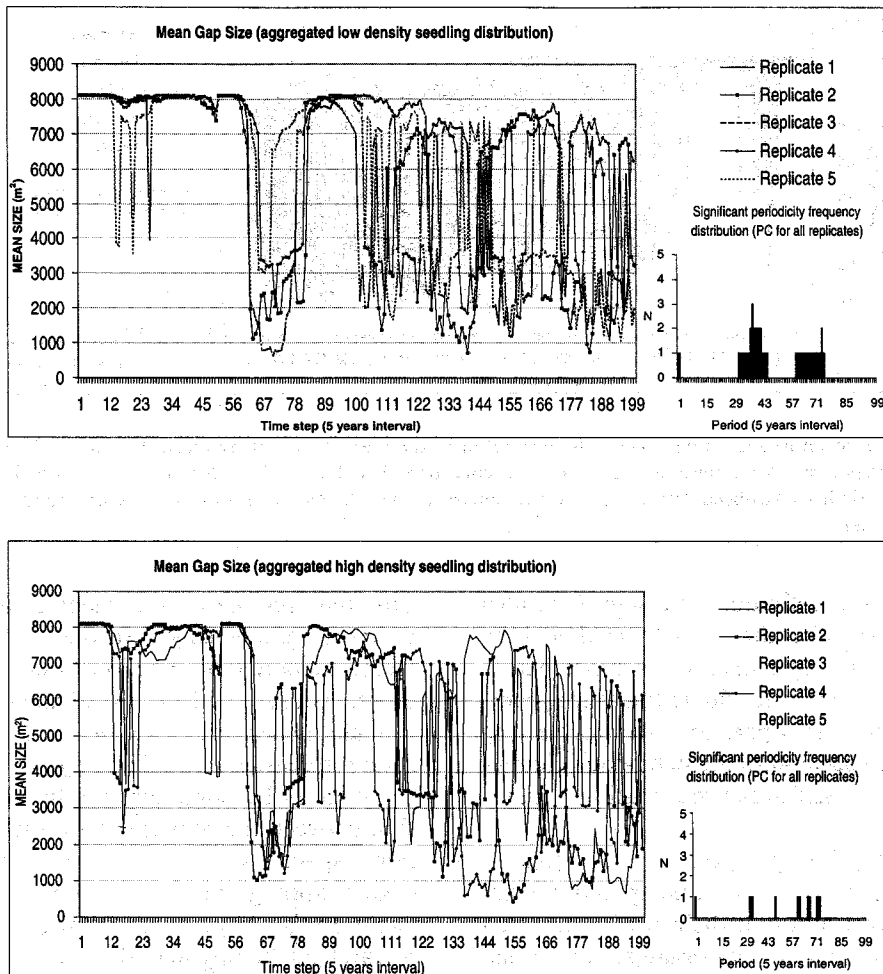 Mean Gap Size (aggregated low density seedling distribution)
9000
8000
7000
6000
5000
4000
3000
2000
1000
0
MEAN SIZE (m²)
1 12 23 34 45 56 67 78 89 100 111 122 133 144 155 166 177 188 199
Time step (5 years interval)
Replicate 1
Replicate 2
Replicate 3
Replicate 4
Replicate 5
Significant periodicity frequency
distribution (PC for all replicates)
5
4
3
2
1
0
N
1 15 29 43 57 71 85 99
Period (5 years interval)
Mean Gap Size (aggregated high density seedling distribution)
9000
8000
7000
6000
5000
4000
3000
2000
1000
0
MEAN SIZE (m²)
1 12 23 34 45 56 67 78 89 100 111 122 133 144 155 166 177 188 199
Time step (5 years interval)
Replicate 1
Replicate 2
Replicate 3
Replicate 4
Replicate 5
Significant periodicity frequency
distribution (PC for all replicates)
5
4
3
2
1
0
N
1 15 29 43 57 71 85 99
Period (5 years interval)